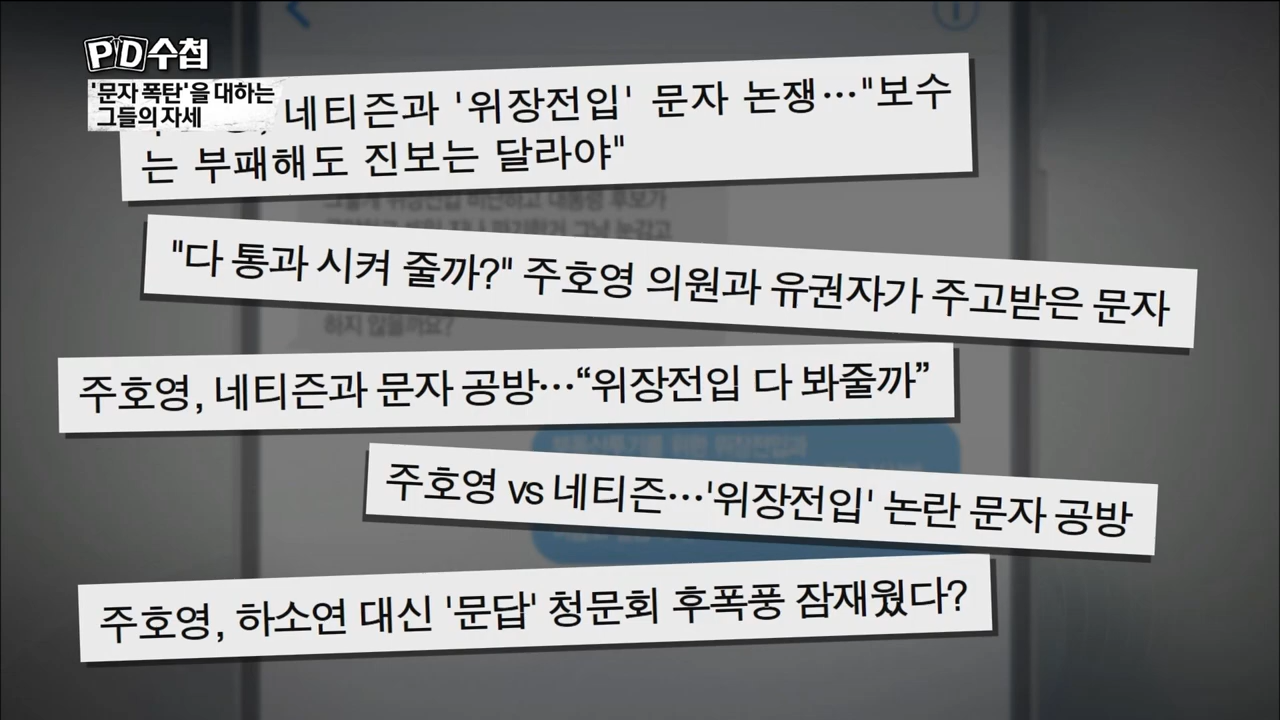 PD수첩
'문자 폭탄'을 대하는
그들의 자세
네티즌과 '위장전입' 문자 논쟁…"보수
는 부패해도 진보는 달라야"
"다 통과 시켜 줄까?" 주호영 의원과 유권자가 주고받은 문자
하지 않을까요?
주호영, 네티즌과 문자 공방…“위장전입 다 봐줄까”
주호영 vs 네티즌…'위장전입' 논란 문자 공방
주호영, 하소연 대신 '문답' 청문회 후폭풍 잠재웠다?